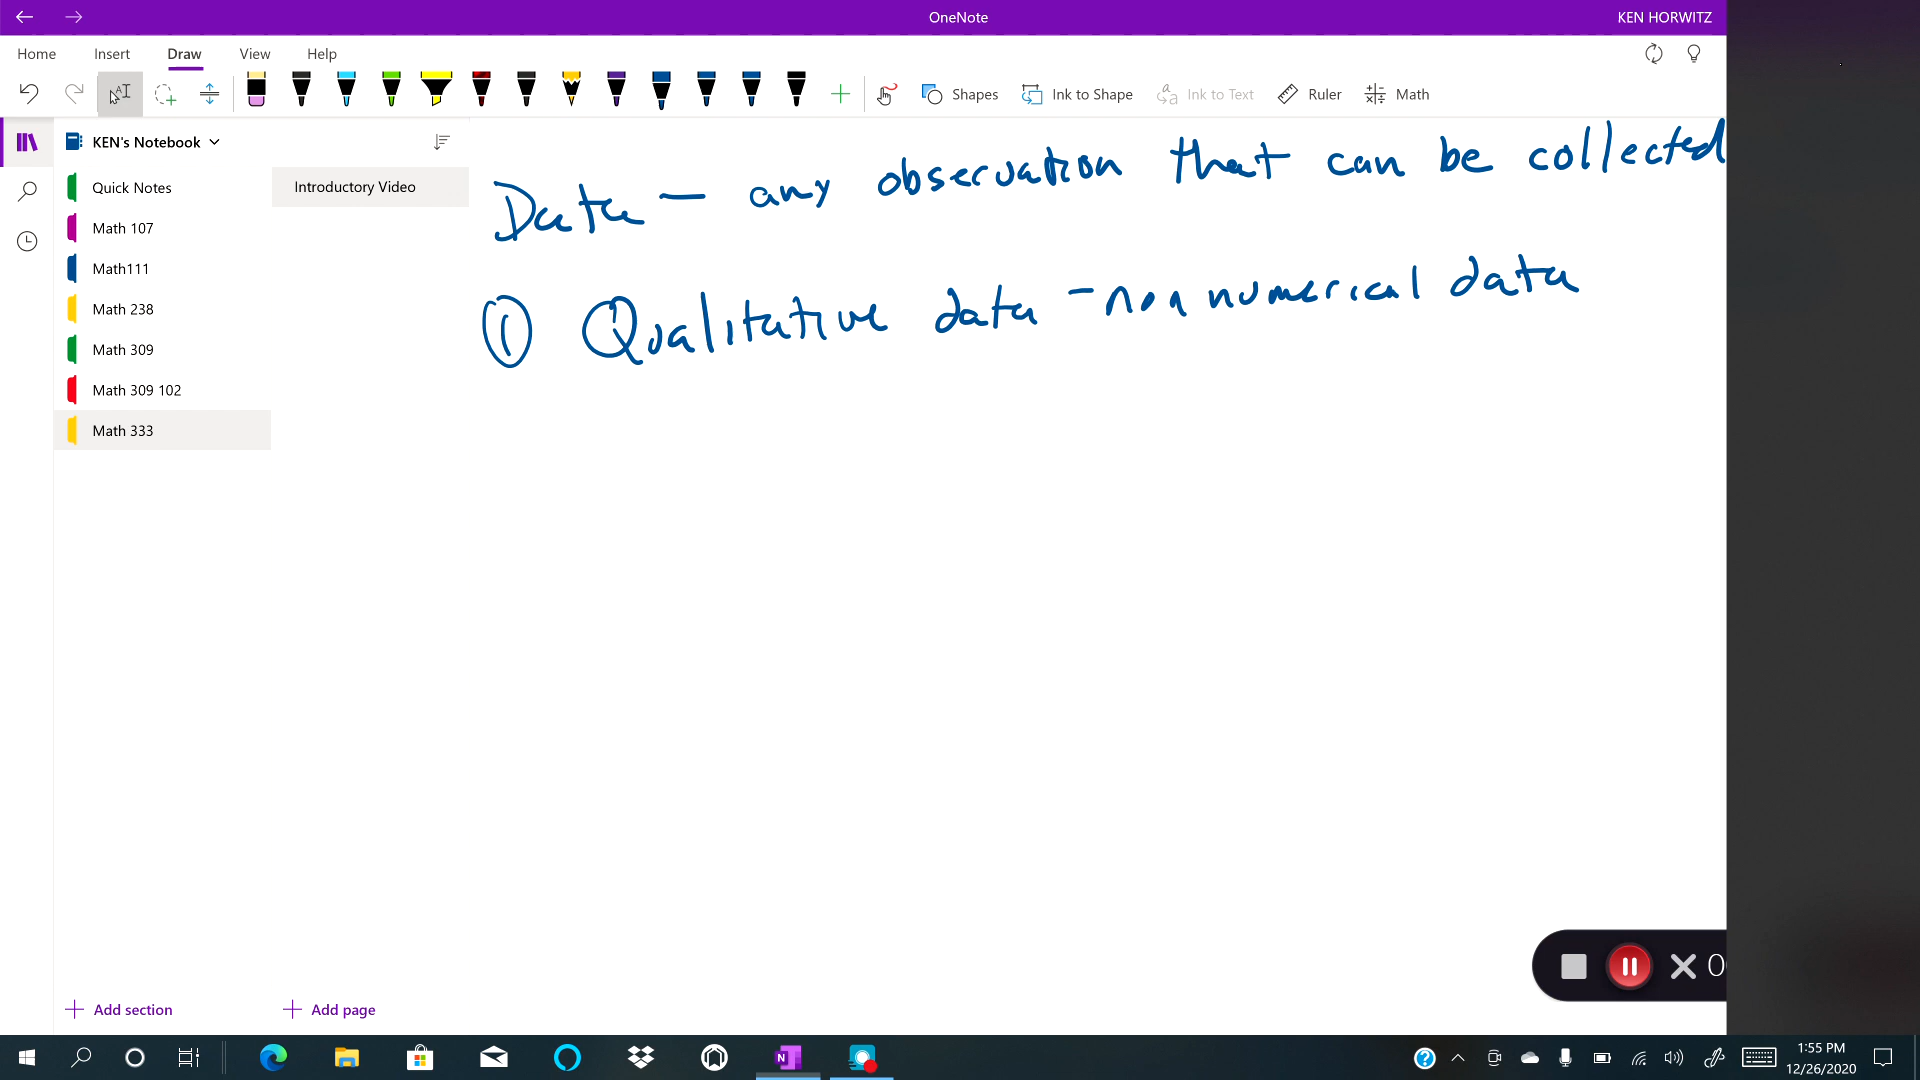 OneNote
KEN HORWITZ
Home Insert Draw View Help
Shapes Ink to Shape Ink to Text Ruler Math
KEN's Notebook
Quick Notes
Math 107
Math111
Math 238
Math 309
Math 309 102
Math 333
Introductory Video
Data — any observation that can be collected
① Qualitative data - non numerical data
Add section
Add page
1:55 PM
12/26/2020